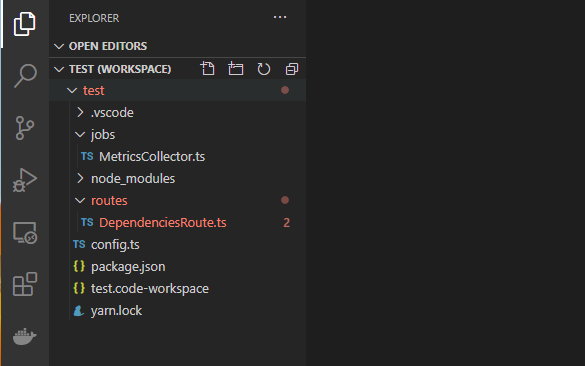 EXPLORER
OPEN EDITORS
TEST (WORKSPACE)
test
.vscode
jobs
TS MetricsCollector.ts
node_modules
routes
TS DependenciesRoute.ts 2
TS config.ts
{} package.json
{} test.code-workspace
yarn.lock